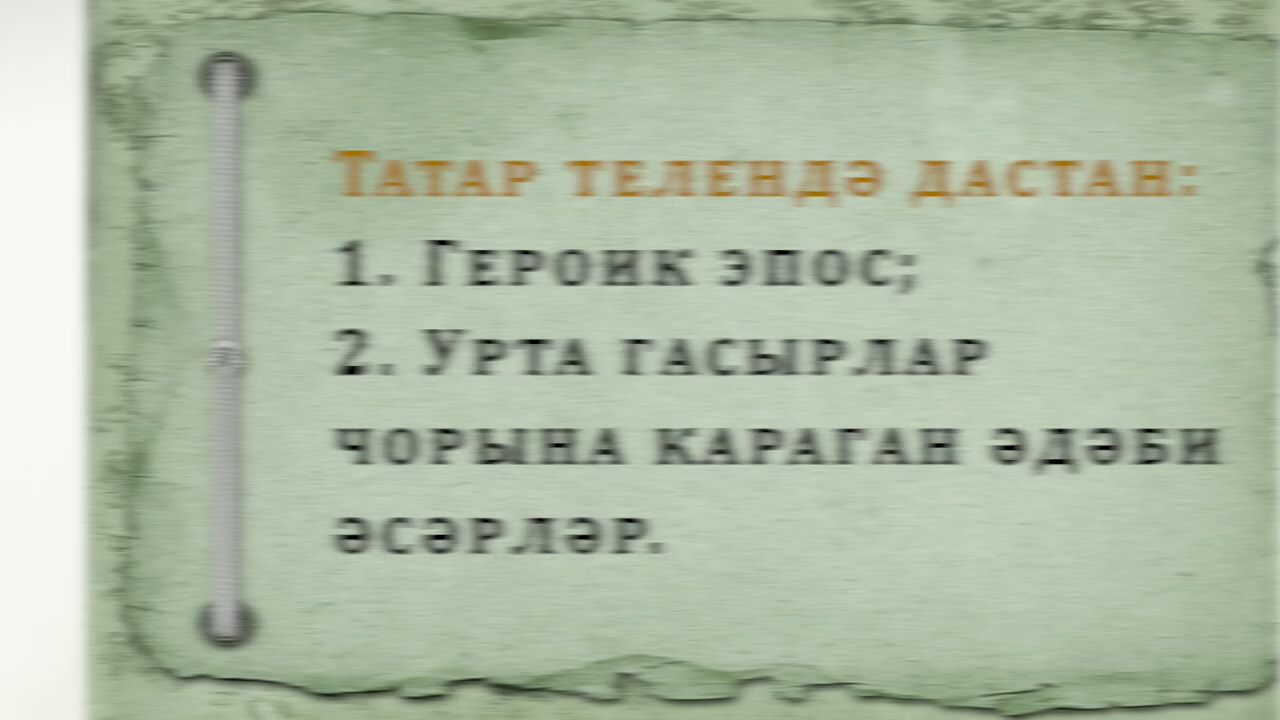 Татар телендә дастан:
1. Героик эпос;
2. Урта гасырлар
чорына караган әдәби
әсәрләр.